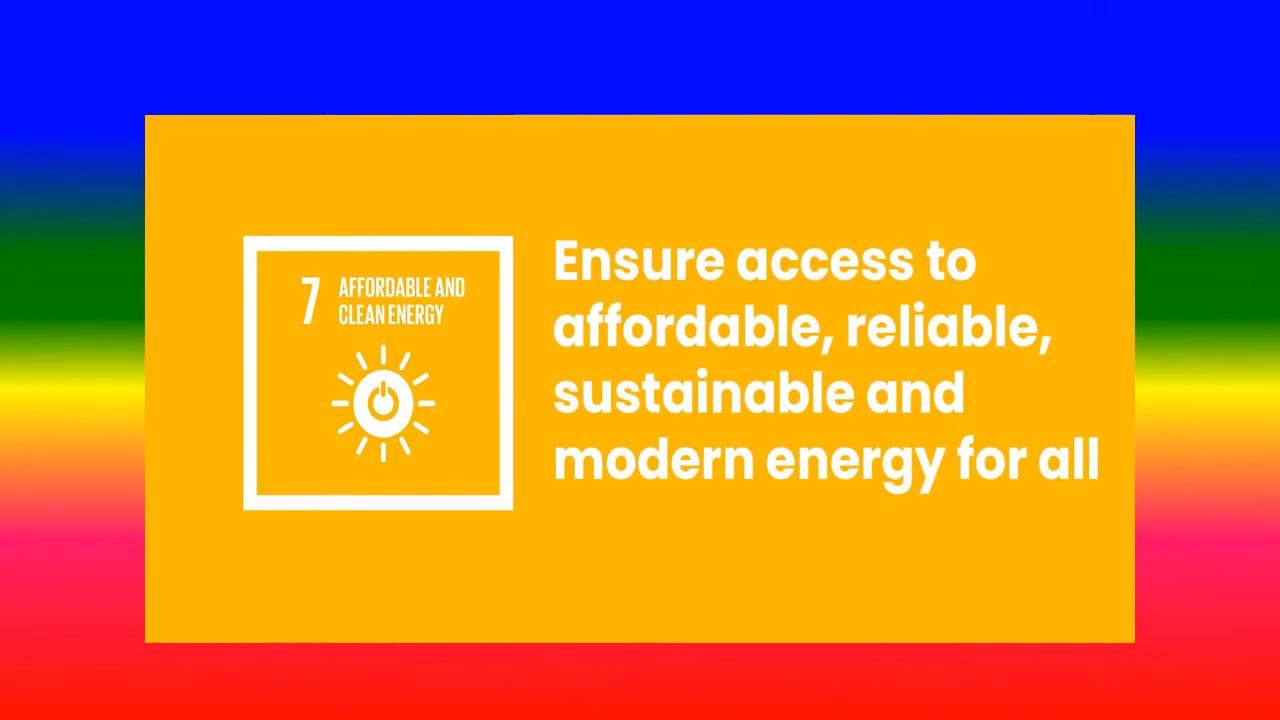 7 AFFORDABLE AND
CLEAN ENERGY
Ensure access to
affordable, reliable,
sustainable and
modern energy for all